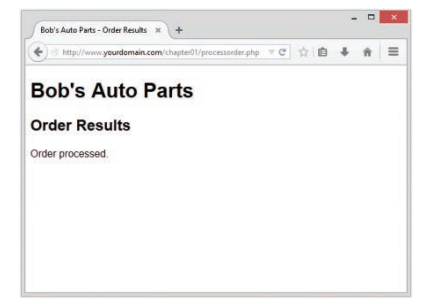 Bob's Auto Parts - Order Results
http://www.yourdomain.com/chapter01/processorder.php
Bob's Auto Parts
Order Results
Order processed.